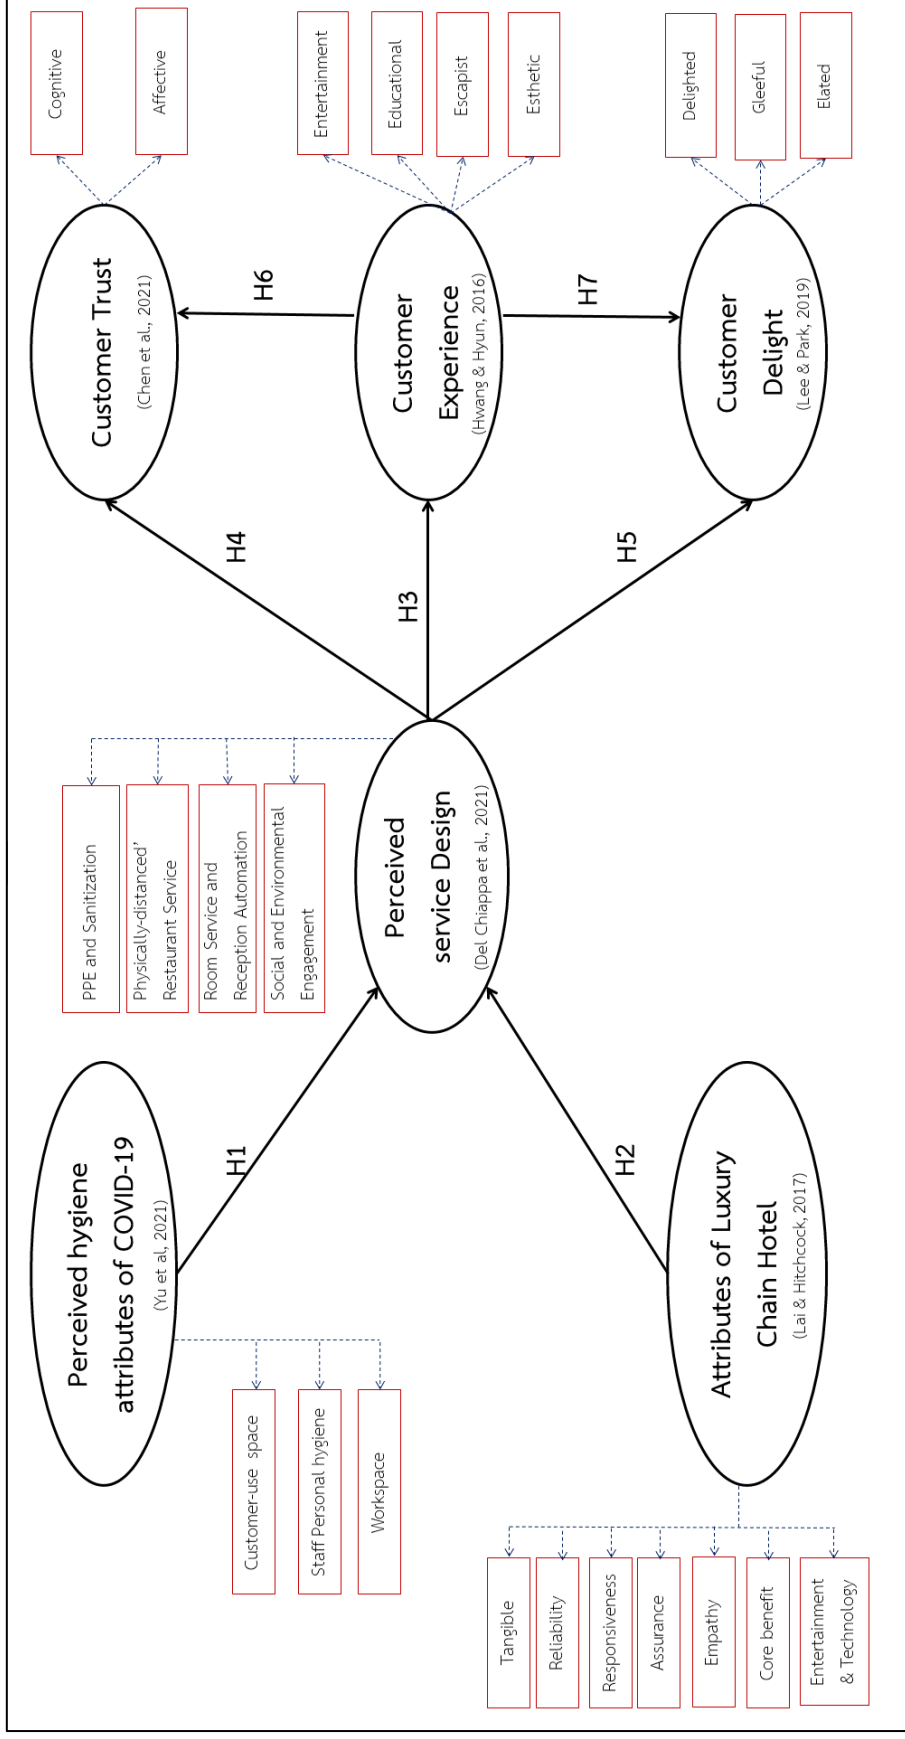 Perceived hygiene
attributes of COVID-19
(Yu et al, 2021)
Customer-use space
Staff Personal hygiene
Workspace
H1
Attributes of Luxury
Chain Hotel
(Lai & Hitchcock, 2017)
Tangible
Reliability
Responsiveness
Assurance
Empathy
Core benefit
Entertainment
& Technology
H2
PPE and Sanitization
Physically-distanced’
Restaurant Service
Room Service and
Reception Automation
Social and Environmental
Engagement
Perceived
service Design
(Del Chiappa et al., 2021)
H4
H3
H5
Customer Trust
(Chen et al., 2021)
Cognitive
Affective
H6
Customer
Experience
(Hwang & Hyun, 2016)
Entertainment
Educational
Escapist
Esthetic
H7
Customer
Delight
(Lee & Park, 2019)
Delighted
Gleeful
Elated